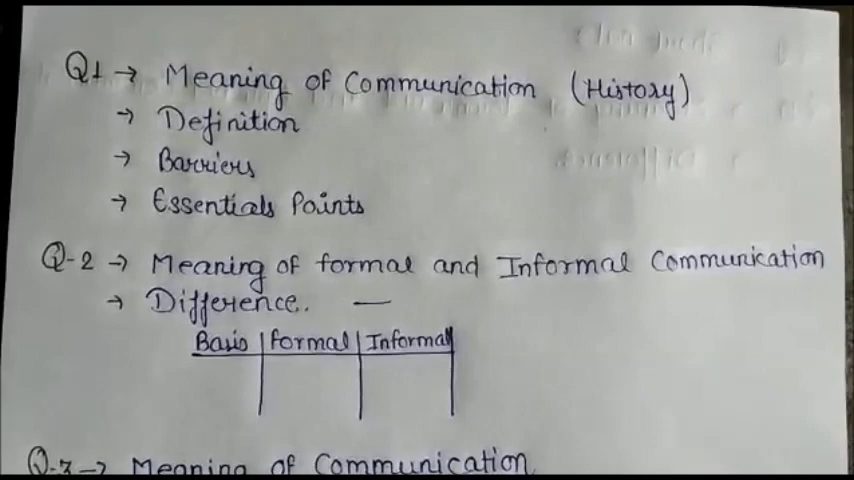 Q1 → Meaning of Communication (History)
→ Definition
→ Barriers
→ Essentials Points
Q-2 → Meaning of formal and Informal Communication
→ Difference. —
Basis | formal | Informal
Q-3 → Meaning of Communication